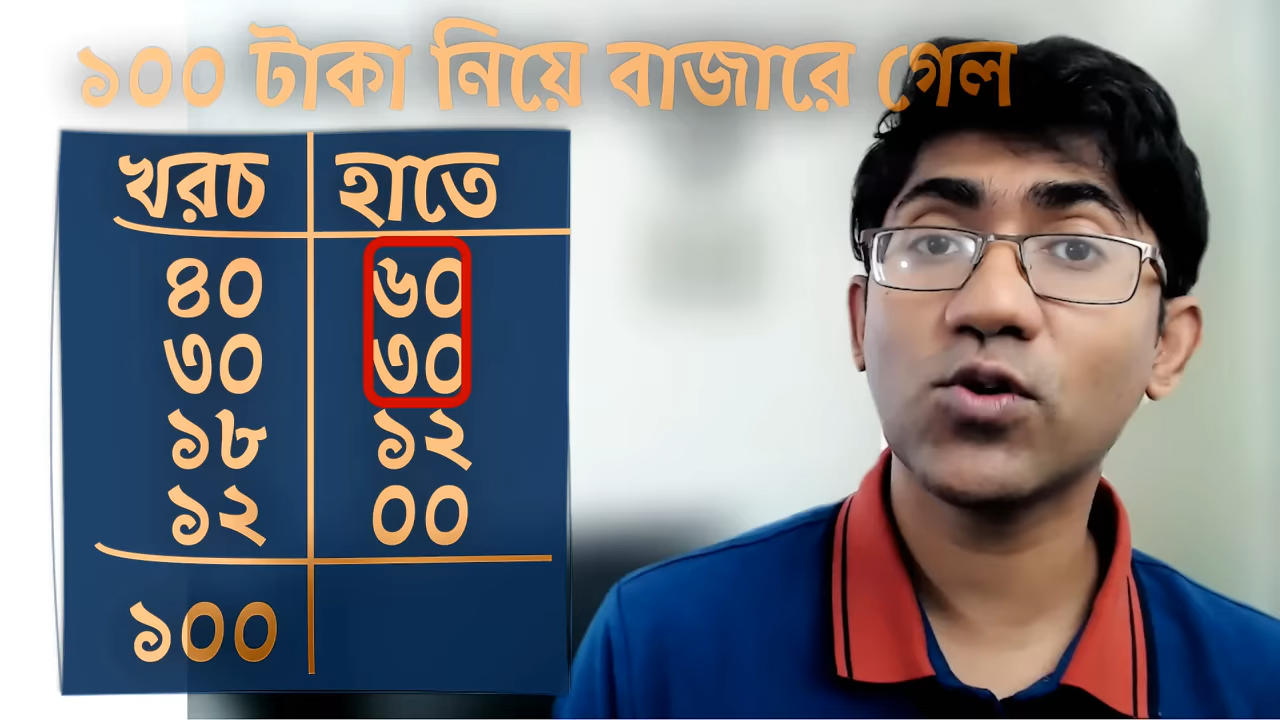 ১০০ টাকা নিয়ে বাজারে গেল
খরচ হাতে
৪০ ৬০
৩০ ৩০
১৮ ১২
১২ ০০
১০০